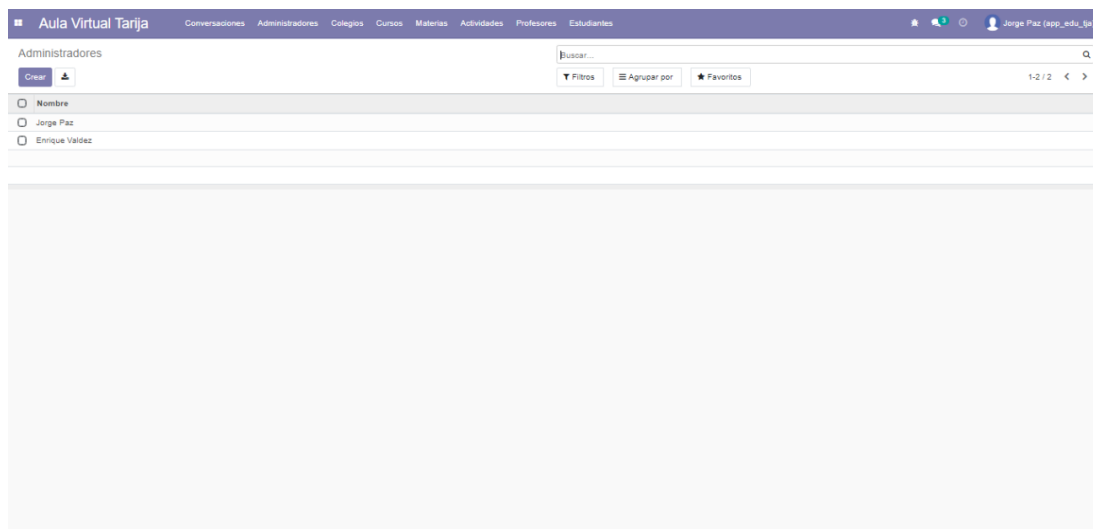 Aula Virtual Tarija Conversaciones Administradores Colegios Cursos Materias Actividades Profesores Estudiantes 3 Jorge Paz (app_edu_tja
Administradores Buscar...
Crear Filtros Agrupar por Favoritos 1-2 / 2
Nombre
Jorge Paz
Enrique Valdez